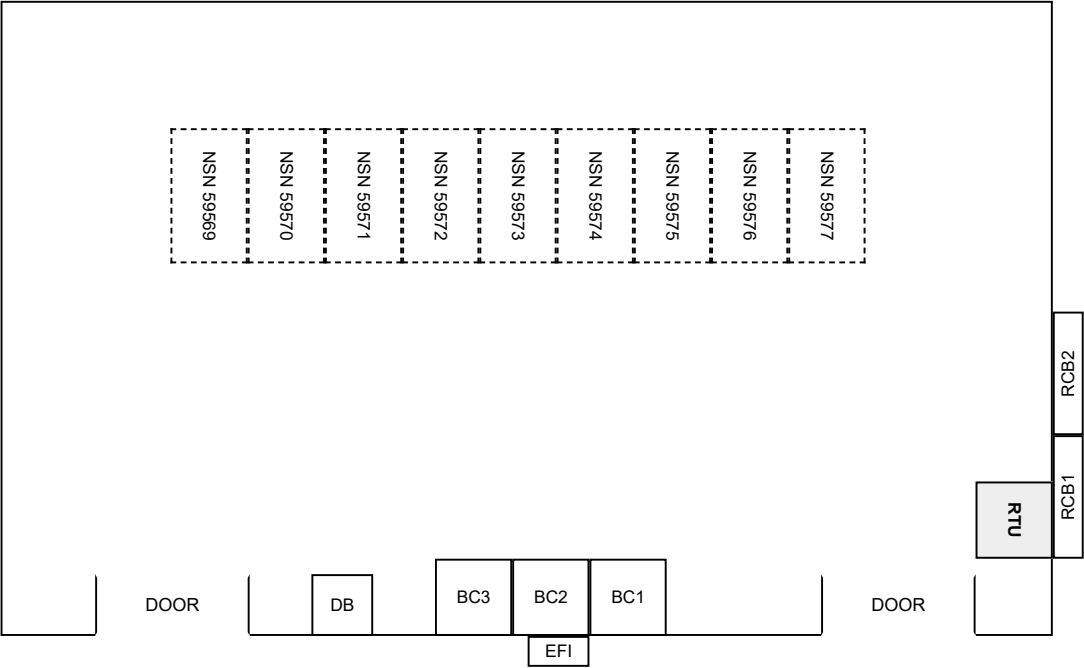 NSN 59569
NSN 59570
NSN 59571
NSN 59572
NSN 59573
NSN 59574
NSN 59575
NSN 59576
NSN 59577
RCB2
RCB1
RTU
DOOR
DB
BC3
BC2
BC1
DOOR
EFI